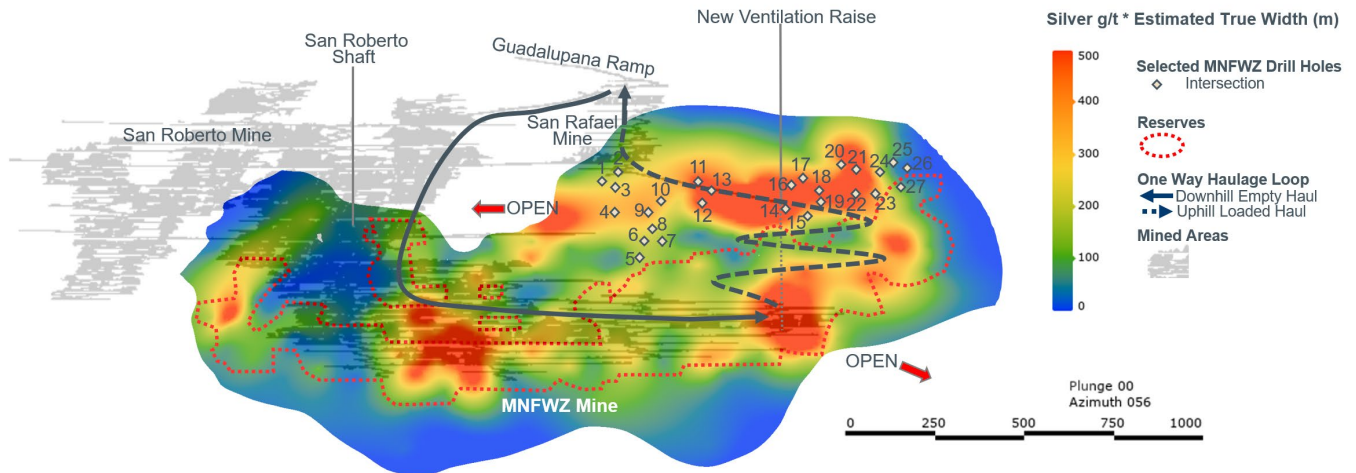 New Ventilation Raise
San Roberto
Shaft
Guadalupana Ramp
San Roberto Mine
San Rafael
Mine
OPEN
1
2
3
4
5
6
7
8
9
10
11
12
13
14
15
16
17
18
19
20
21
22
23
24
25
26
27
OPEN
MNFWZ Mine
Silver g/t * Estimated True Width (m)
500
400
300
200
100
0
Selected MNFWZ Drill Holes
Intersection
Reserves
One Way Haulage Loop
Downhill Empty Haul
Uphill Loaded Haul
Mined Areas
Plunge 00
Azimuth 056
0 250 500 750 1000